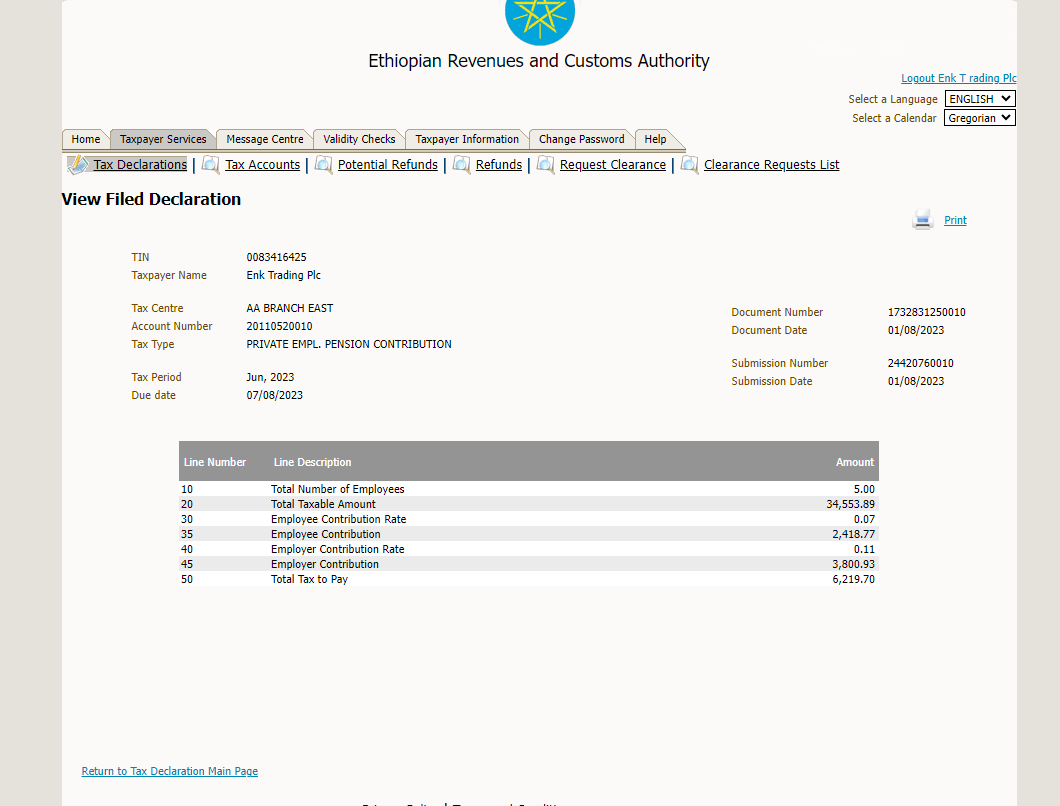 Ethiopian Revenues and Customs Authority
Logout Enk T rading Plc
Select a Language ENGLISH
Select a Calendar Gregorian
Home Taxpayer Services Message Centre Validity Checks Taxpayer Information Change Password Help
Tax Declarations | Tax Accounts | Potential Refunds | Refunds | Request Clearance | Clearance Requests List
View Filed Declaration
Print
TIN 0083416425
Taxpayer Name Enk Trading Plc
Tax Centre AA BRANCH EAST
Account Number 20110520010
Tax Type PRIVATE EMPL. PENSION CONTRIBUTION
Tax Period Jun, 2023
Due date 07/08/2023
Document Number 1732831250010
Document Date 01/08/2023
Submission Number 24420760010
Submission Date 01/08/2023
Line Number Line Description Amount
10 Total Number of Employees 5.00
20 Total Taxable Amount 34,553.89
30 Employee Contribution Rate 0.07
35 Employee Contribution 2,418.77
40 Employer Contribution Rate 0.11
45 Employer Contribution 3,800.93
50 Total Tax to Pay 6,219.70
Return to Tax Declaration Main Page